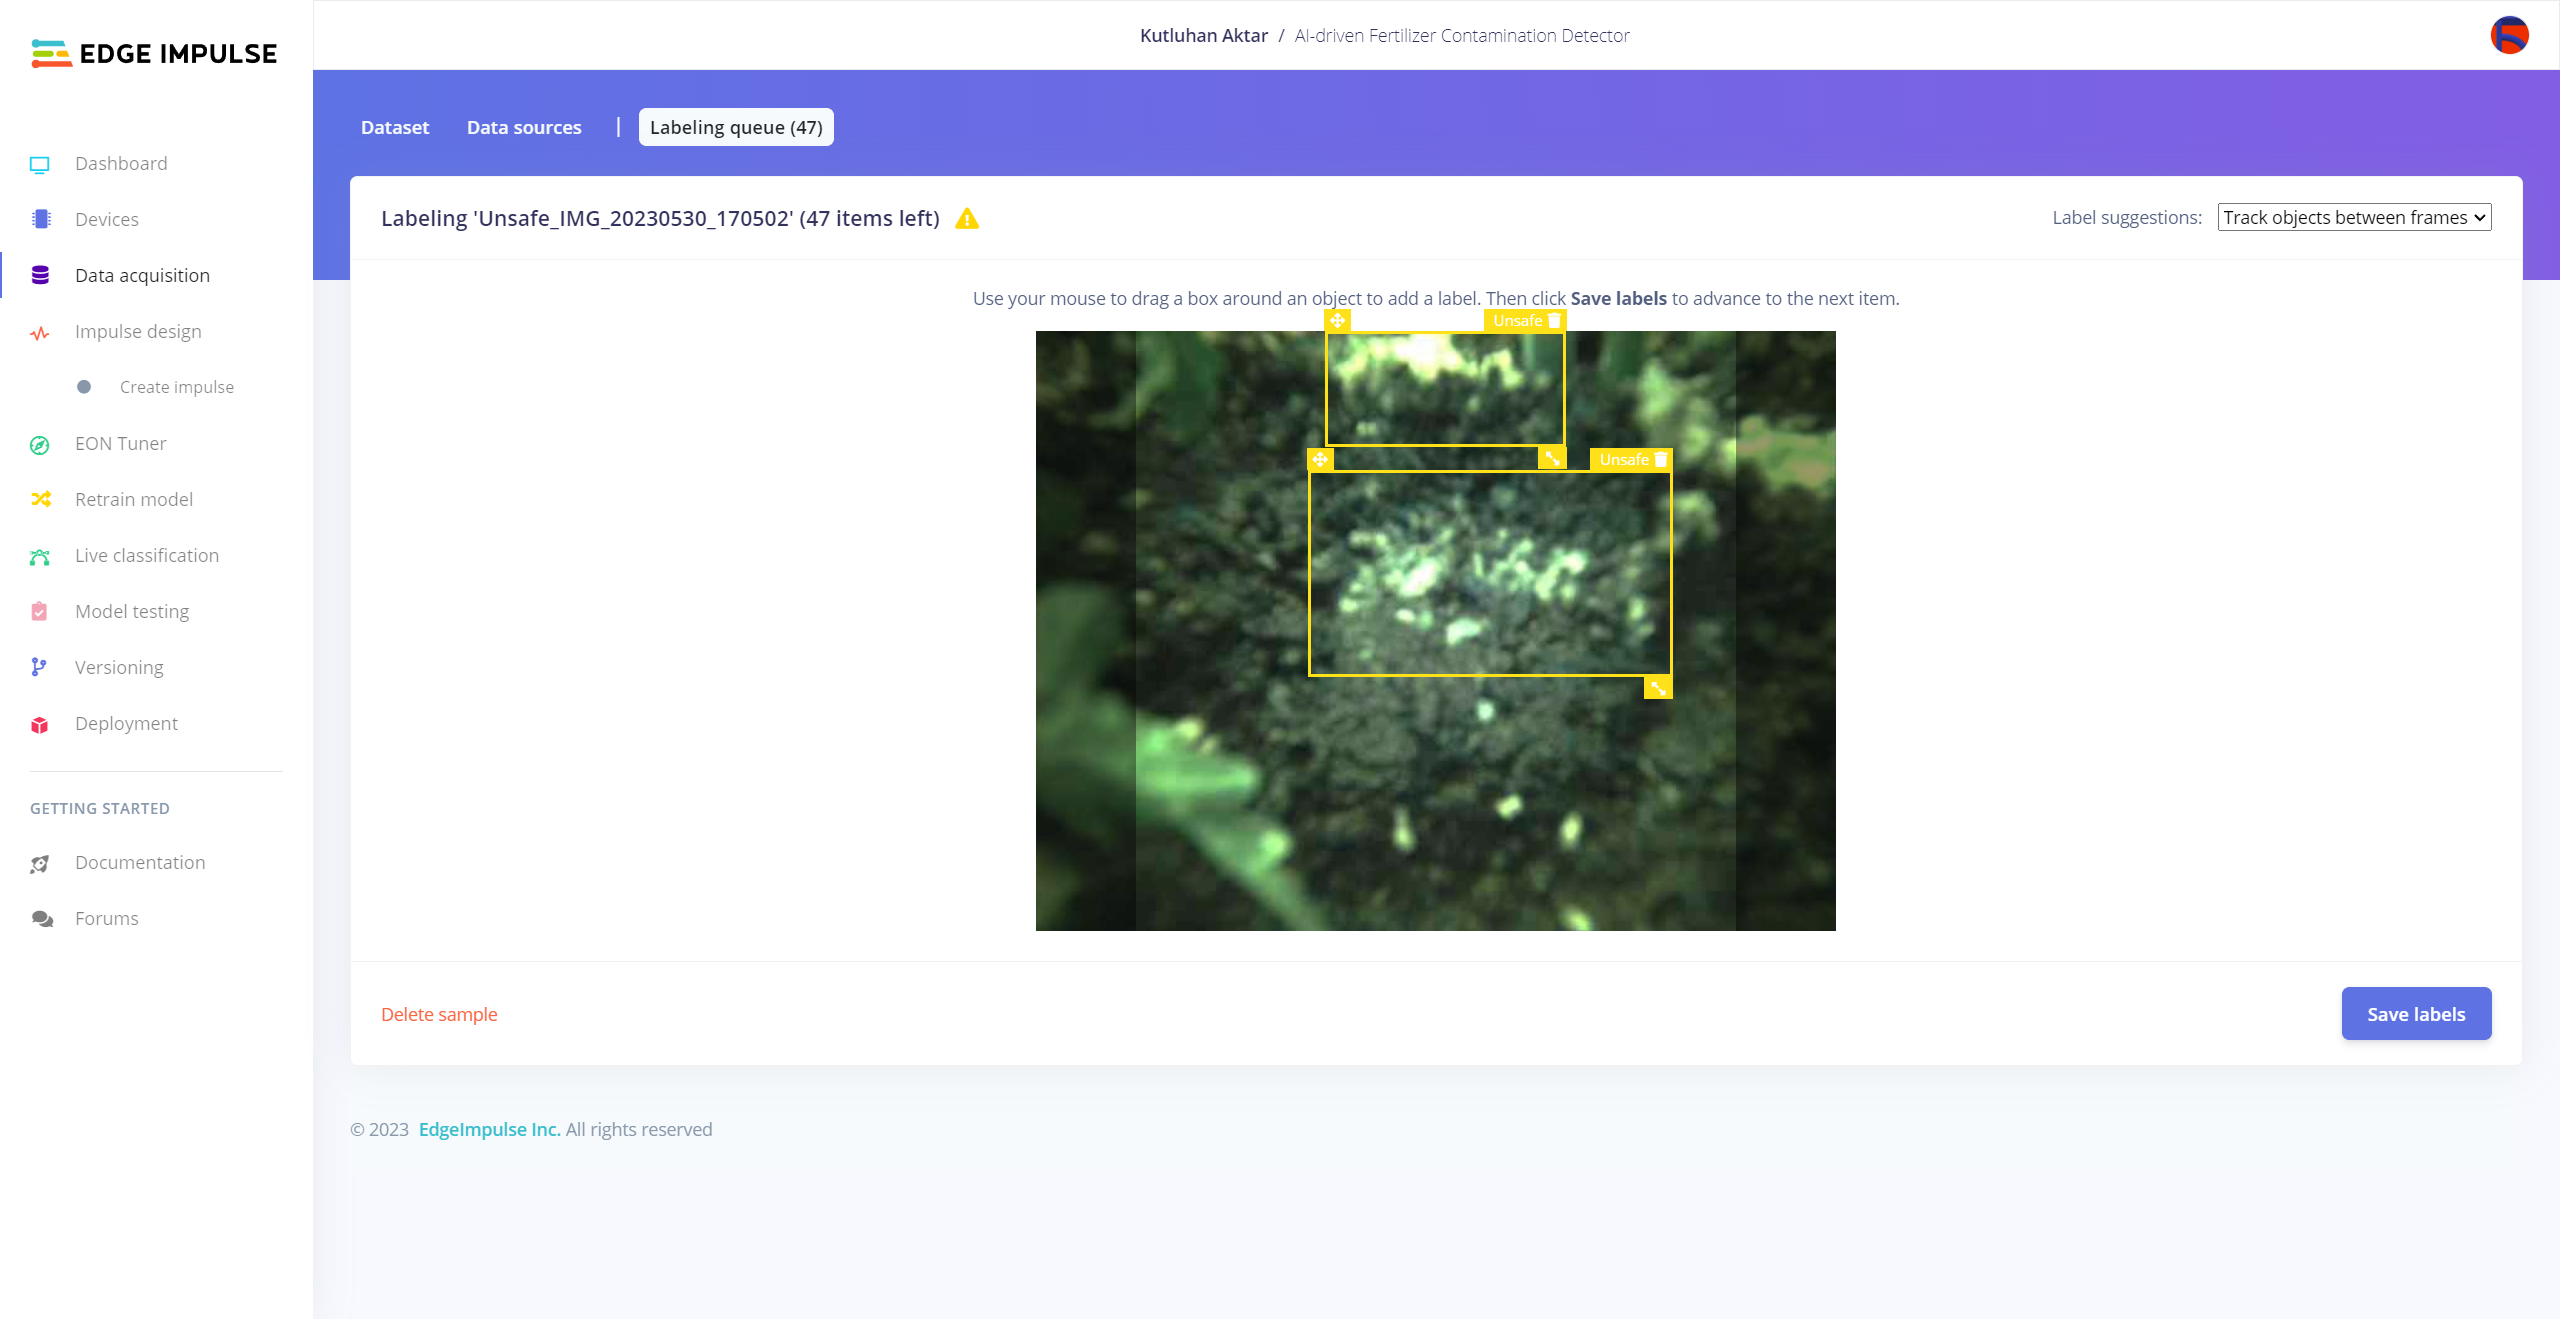 EDGE IMPULSE
Kutluhan Aktar / AI-driven Fertilizer Contamination Detector
Dashboard
Devices
Data acquisition
Impulse design
Create impulse
EON Tuner
Retrain model
Live classification
Model testing
Versioning
Deployment
GETTING STARTED
Documentation
Forums
Dataset Data sources | Labeling queue (47)
Labeling 'Unsafe_IMG_20230530_170502' (47 items left)
Label suggestions: Track objects between frames
Use your mouse to drag a box around an object to add a label. Then click Save labels to advance to the next item.
Unsafe
Unsafe
Delete sample
Save labels
© 2023 EdgeImpulse Inc. All rights reserved